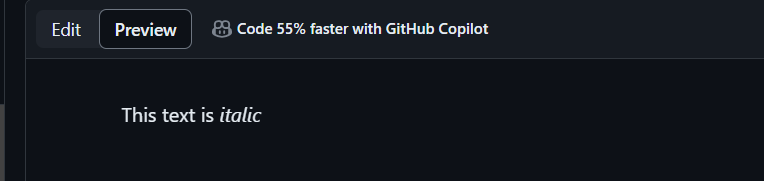 Edit Preview Code 55% faster with GitHub Copilot
This text is italic